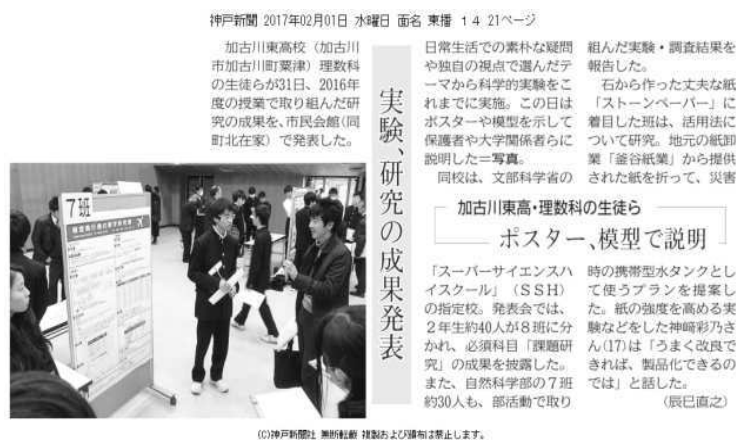 神戸新聞 2017年02月01日 水曜日 面名 東播 14 21ページ
実験、研究の成果発表
加古川東高・理数科の生徒ら
ポスター、模型で説明
加古川東高校（加古川
市加古川町粟津）理数科
の生徒らが31日、2016年
度の授業で取り組んだ研
究の成果を、市民会館（同
町北在家）で発表した。
日常生活での素朴な疑問
や独自の視点で選んだテ
ーマから科学的実験をこ
れまでに実施。この日は
ポスターや模型を示して
保護者や大学関係者らに
説明した＝写真。
同校は、文部科学省の
「スーパーサイエンスハ
イスクール」（SSH）
の指定校。発表会では、
2年生約40人が8班に分
かれ、必須科目「課題研
究」の成果を披露した。
また、自然科学部の7班
約30人も、部活動で取り
組んだ実験・調査結果を
報告した。
石から作った丈夫な紙
「ストーンペーパー」に
着目した班は、活用法に
ついて研究。地元の紙卸
業「釜谷紙業」から提供
された紙を折って、災害
時の携帯型水タンクとし
て使うプランを提案し
た。紙の強度を高める実
験などをした神崎彩乃さ
ん(17)は「うまく改良で
きれば、製品化できるの
では」と話した。
（辰巳直之）
7班
(C)神戸新聞社 無断転載 複製および頒布は禁止します。